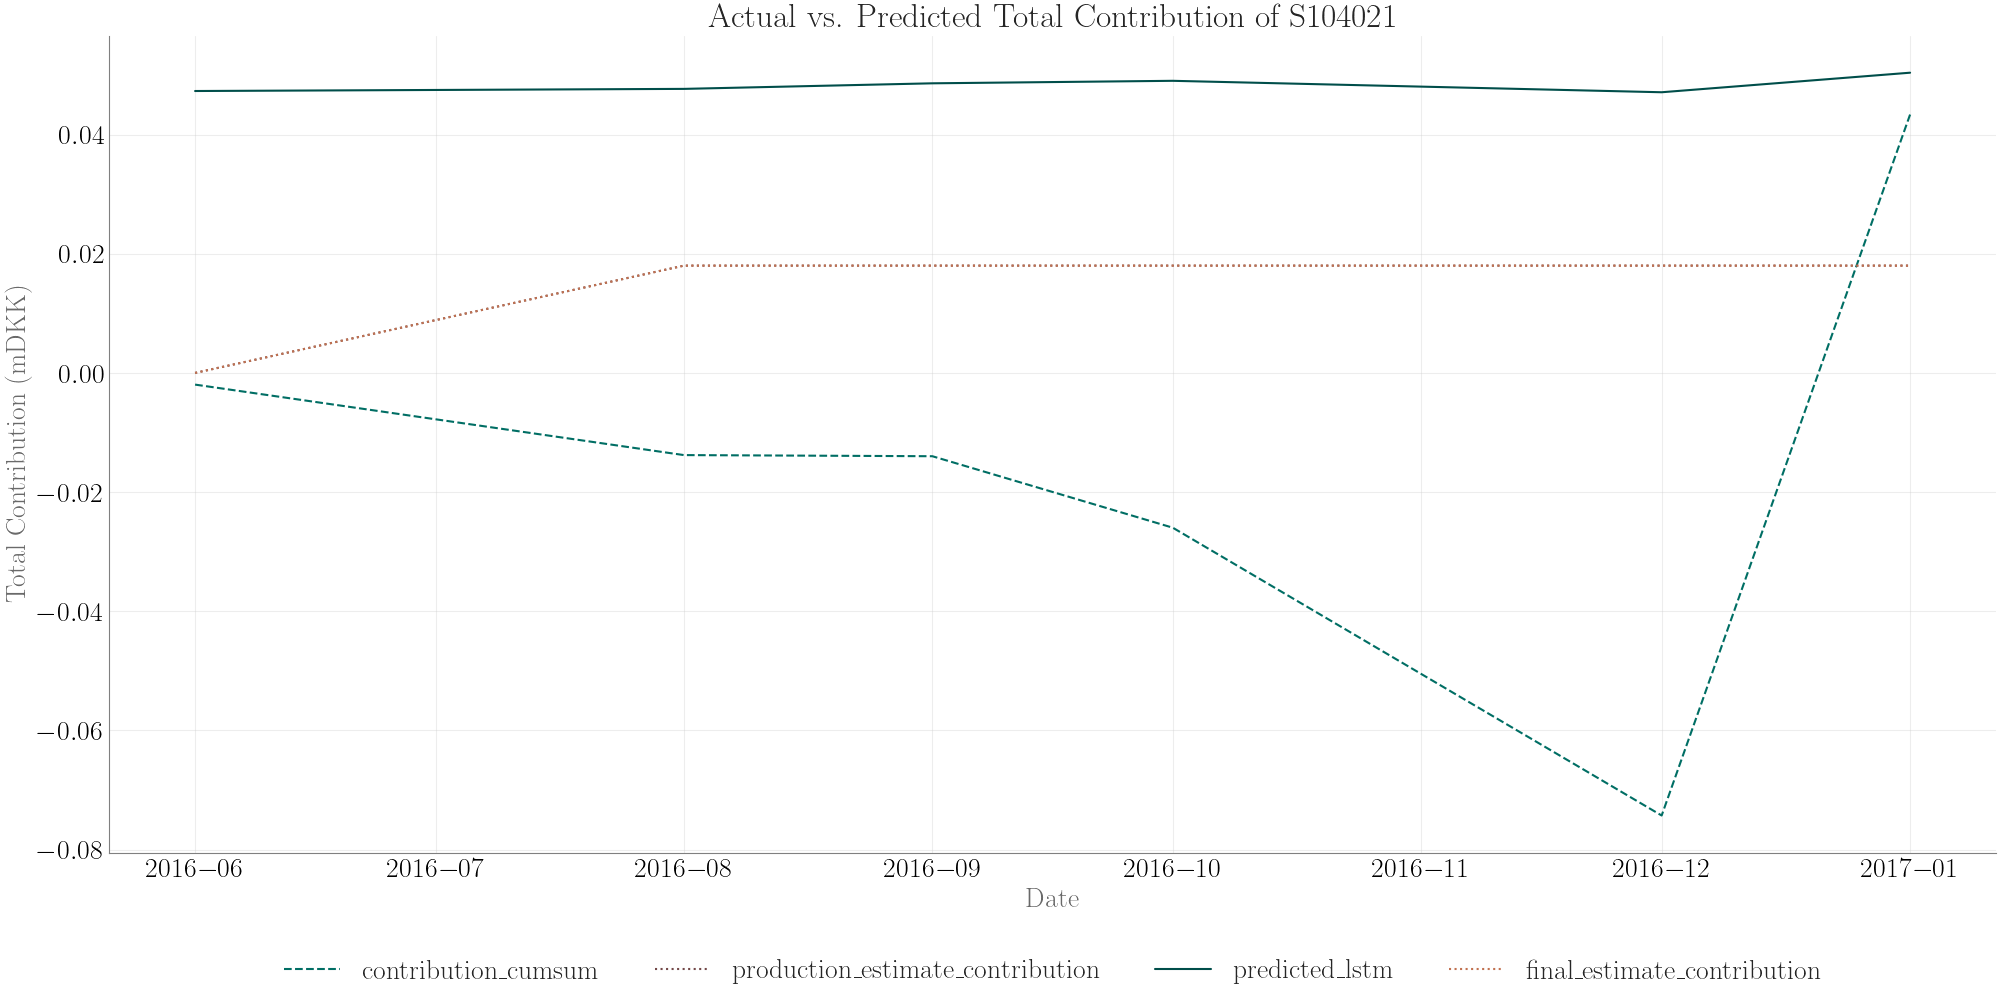 Actual vs. Predicted Total Contribution of S104021
Total Contribution (mDKK)
0.04
0.02
0.00
−0.02
−0.04
−0.06
−0.08
2016−06 2016−07 2016−08 2016−09 2016−10 2016−11 2016−12 2017−01
Date
contribution_cumsum production_estimate_contribution predicted_lstm final_estimate_contribution